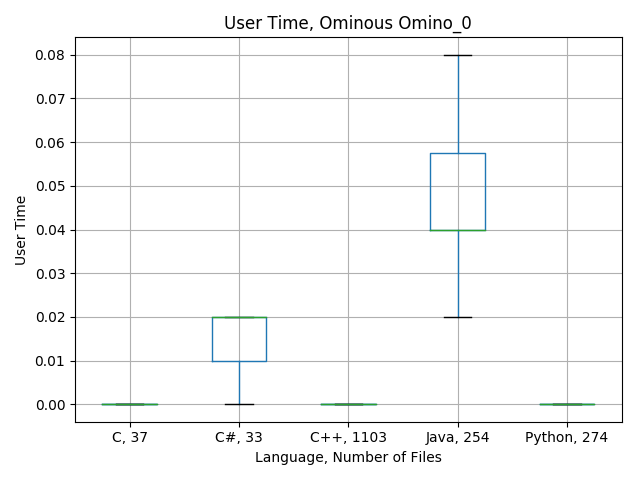 User Time, Ominous Omino_0
0.08
0.07
0.06
0.05
0.04
0.03
0.02
0.01
0.00
User Time
C, 37
C#, 33
C++, 1103
Java, 254
Python, 274
Language, Number of Files